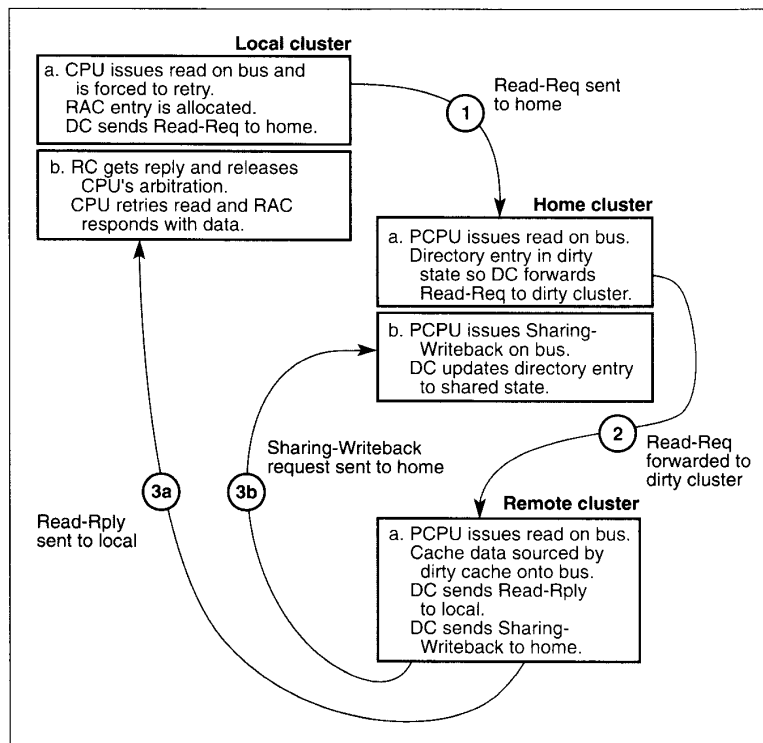 Local cluster
a. CPU issues read on bus and
is forced to retry.
RAC entry is allocated.
DC sends Read-Req to home.
b. RC gets reply and releases
CPU's arbitration.
CPU retries read and RAC
responds with data.
1
Read-Req sent
to home
Home cluster
a. PCPU issues read on bus.
Directory entry in dirty
state so DC forwards
Read-Req to dirty cluster.
b. PCPU issues Sharing-
Writeback on bus.
DC updates directory entry
to shared state.
2
Read-Req
forwarded to
dirty cluster
Sharing-Writeback
request sent to home
3a
3b
Read-Rply
sent to local
Remote cluster
a. PCPU issues read on bus.
Cache data sourced by
dirty cache onto bus.
DC sends Read-Rply
to local.
DC sends Sharing-
Writeback to home.